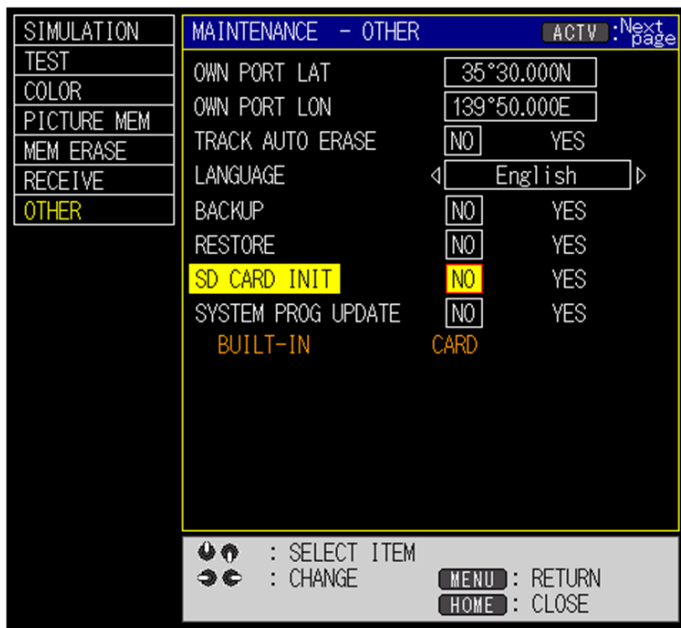 SIMULATION
TEST
COLOR
PICTURE MEM
MEM ERASE
RECEIVE
OTHER
MAINTENANCE - OTHER ACTV :Next page
OWN PORT LAT 35°30.000N
OWN PORT LON 139°50.000E
TRACK AUTO ERASE NO YES
LANGUAGE English
BACKUP NO YES
RESTORE NO YES
SD CARD INIT NO YES
SYSTEM PROG UPDATE NO YES
BUILT-IN CARD
: SELECT ITEM
: CHANGE MENU : RETURN
HOME : CLOSE